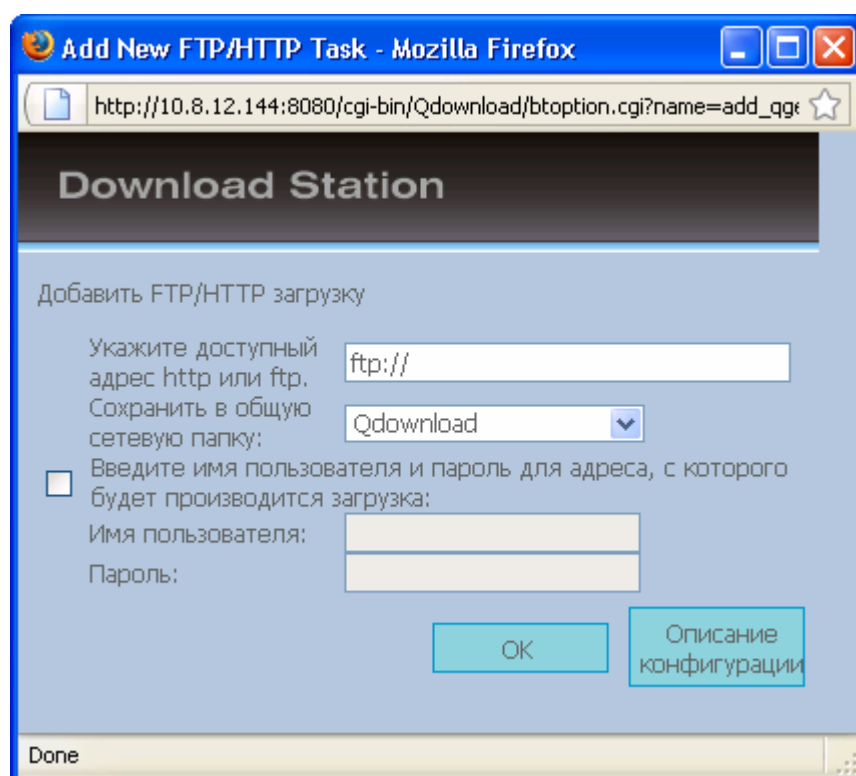 Add New FTP/HTTP Task - Mozilla Firefox
http://10.8.12.144:8080/cgi-bin/Qdownload/btoption.cgi?name=add_qge
Download Station
Добавить FTP/HTTP загрузку
Укажите доступный
адрес http или ftp.
ftp://
Сохранить в общую
сетевую папку:
Qdownload
Введите имя пользователя и пароль для адреса, с которого
будет производится загрузка:
Имя пользователя:
Пароль:
OK
Описание
конфигурации
Done